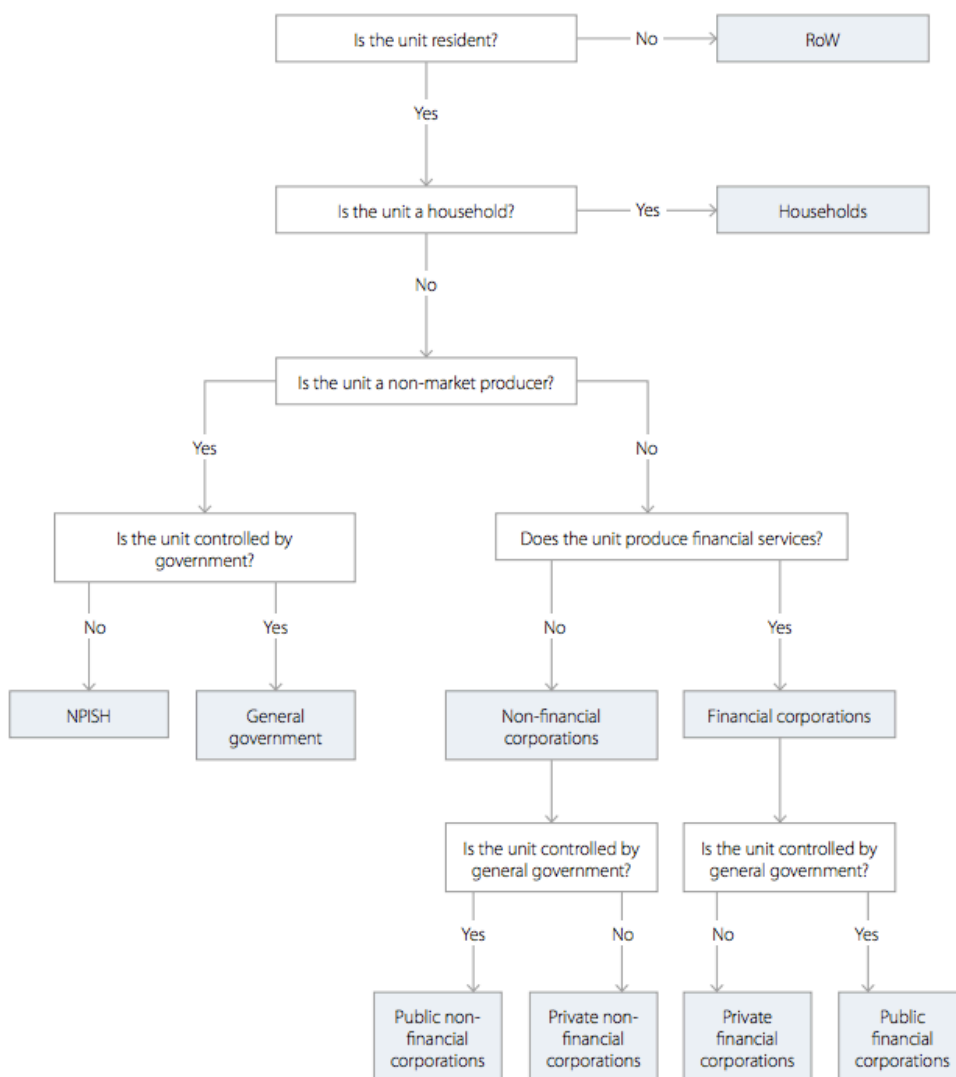 Is the unit resident?
No
RoW
Yes
Is the unit a household?
Yes
Households
No
Is the unit a non-market producer?
Yes
No
Is the unit controlled by
government?
Does the unit produce financial services?
No
Yes
No
Yes
NPISH
General
government
Non-financial
corporations
Financial corporations
Is the unit controlled by
general government?
Is the unit controlled by
general government?
Yes
No
No
Yes
Public non-
financial
corporations
Private non-
financial
corporations
Private
financial
corporations
Public
financial
corporations